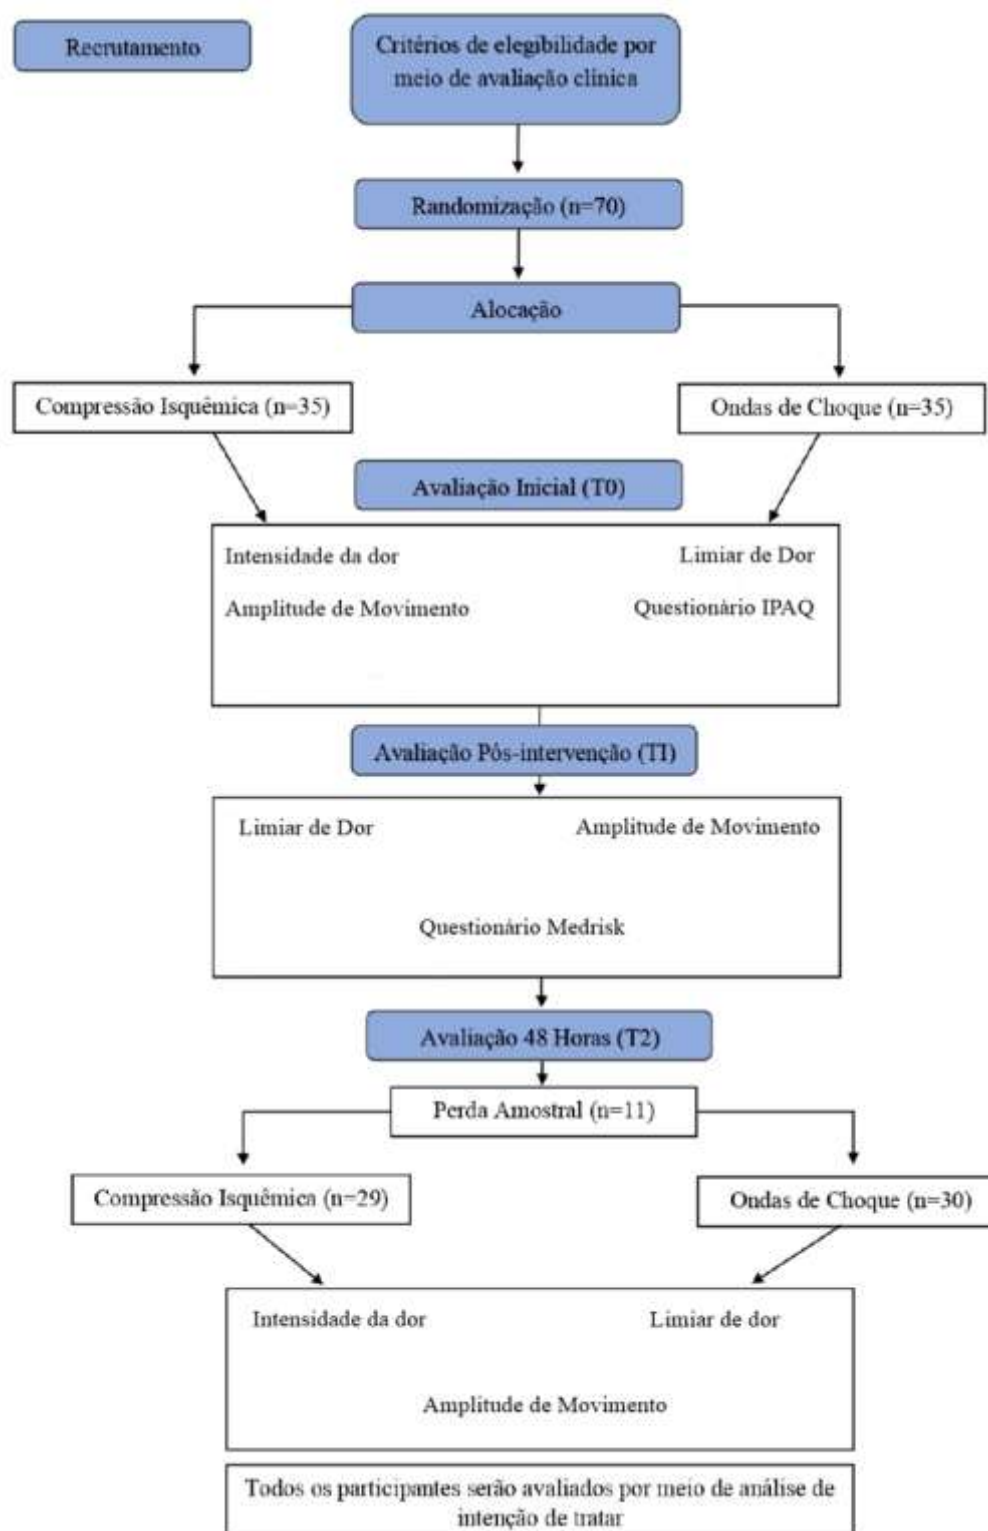 Recrutamento
Critérios de elegibilidade por
meio de avaliação clínica
Randomização (n=70)
Alocação
Compressão Isquêmica (n=35)
Ondas de Choque (n=35)
Avaliação Inicial (T0)
Intensidade da dor
Limiar de Dor
Amplitude de Movimento
Questionário IPAQ
Avaliação Pós-intervenção (TI)
Limiar de Dor
Amplitude de Movimento
Questionário Medrisk
Avaliação 48 Horas (T2)
Perda Amostral (n=11)
Compressão Isquêmica (n=29)
Ondas de Choque (n=30)
Intensidade da dor
Limiar de dor
Amplitude de Movimento
Todos os participantes serão avaliados por meio de análise de
intenção de tratar